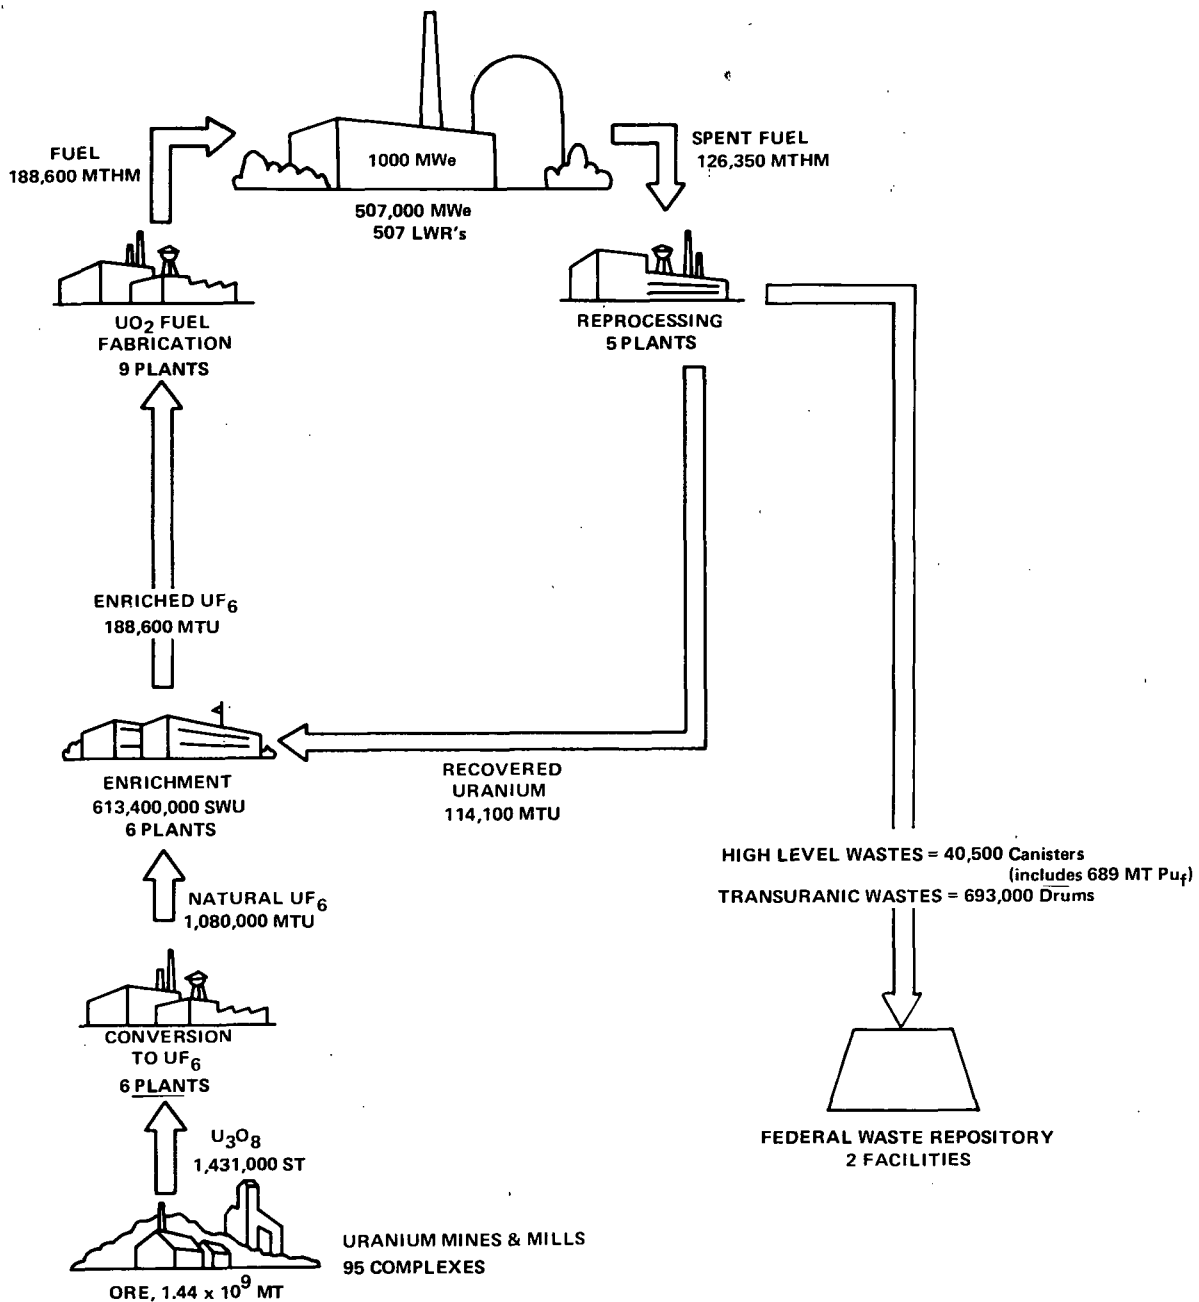 FUEL
188,600 MTHM
1000 MWe
507,000 MWe
507 LWR's
SPENT FUEL
126,350 MTHM
UO2 FUEL
FABRICATION
9 PLANTS
REPROCESSING
5 PLANTS
ENRICHED UF6
188,600 MTU
ENRICHMENT
613,400,000 SWU
6 PLANTS
RECOVERED
URANIUM
114,100 MTU
NATURAL UF6
1,080,000 MTU
HIGH LEVEL WASTES = 40,500 Canisters
(includes 689 MT Puf)
TRANSURANIC WASTES = 693,000 Drums
CONVERSION
TO UF6
6 PLANTS
U3O8
1,431,000 ST
FEDERAL WASTE REPOSITORY
2 FACILITIES
URANIUM MINES & MILLS
95 COMPLEXES
ORE, 1.44 x 10^9 MT